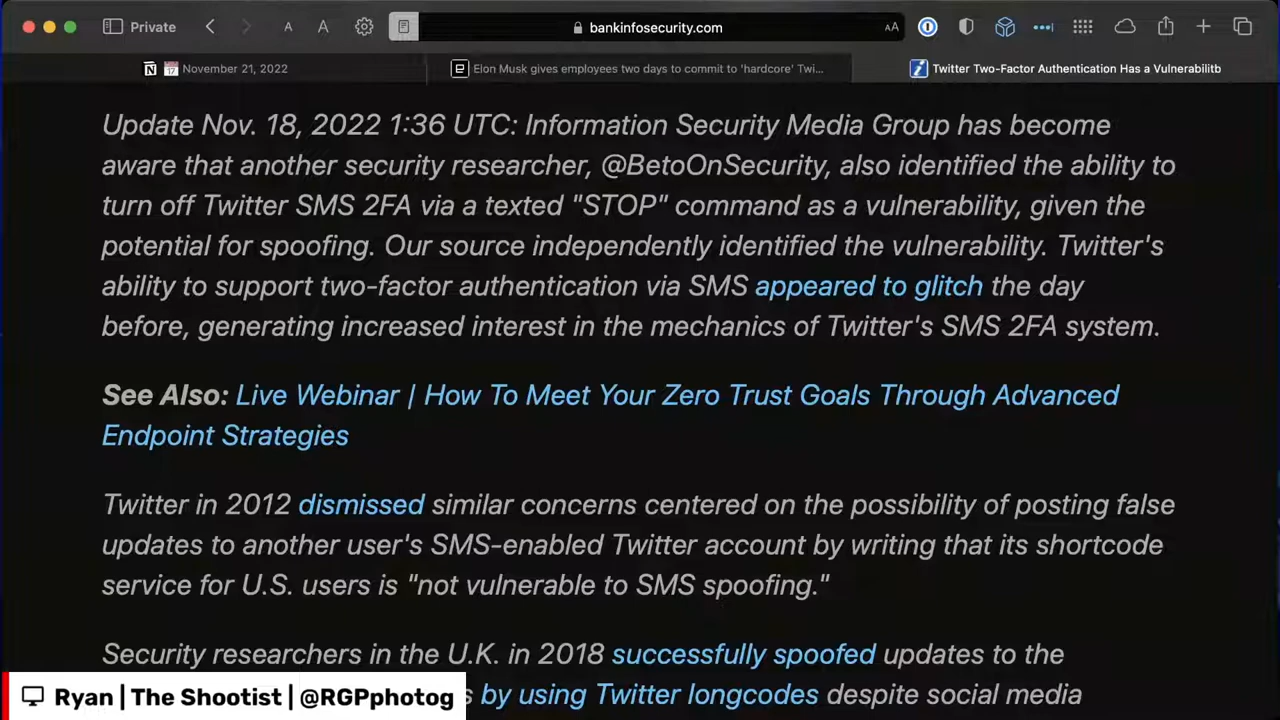 Private
A
A
bankinfosecurity.com
AA
November 21, 2022
Elon Musk gives employees two days to commit to 'hardcore' Twi...
Twitter Two-Factor Authentication Has a Vulnerabilitb
Update Nov. 18, 2022 1:36 UTC: Information Security Media Group has become
aware that another security researcher, @BetoOnSecurity, also identified the ability to
turn off Twitter SMS 2FA via a texted "STOP" command as a vulnerability, given the
potential for spoofing. Our source independently identified the vulnerability. Twitter's
ability to support two-factor authentication via SMS appeared to glitch the day
before, generating increased interest in the mechanics of Twitter's SMS 2FA system.
See Also: Live Webinar | How To Meet Your Zero Trust Goals Through Advanced
Endpoint Strategies
Twitter in 2012 dismissed similar concerns centered on the possibility of posting false
updates to another user's SMS-enabled Twitter account by writing that its shortcode
service for U.S. users is "not vulnerable to SMS spoofing."
Security researchers in the U.K. in 2018 successfully spoofed updates to the
s by using Twitter longcodes despite social media
Ryan | The Shootist | @RGPphotog